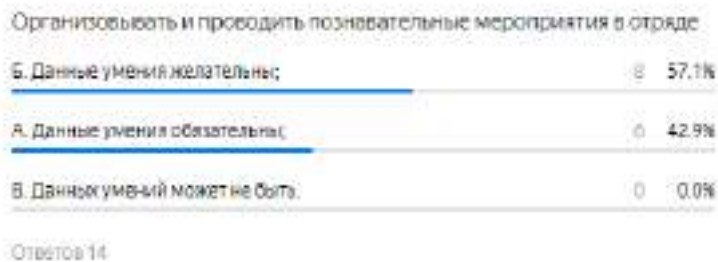 Организовывать и проводить познавательные мероприятия в отряде
Б. Данные умения желательны; 8 57.1%
А. Данные умения обязательны; 6 42.9%
В. Данных умений может не быть. 0 0.0%
Ответов 14